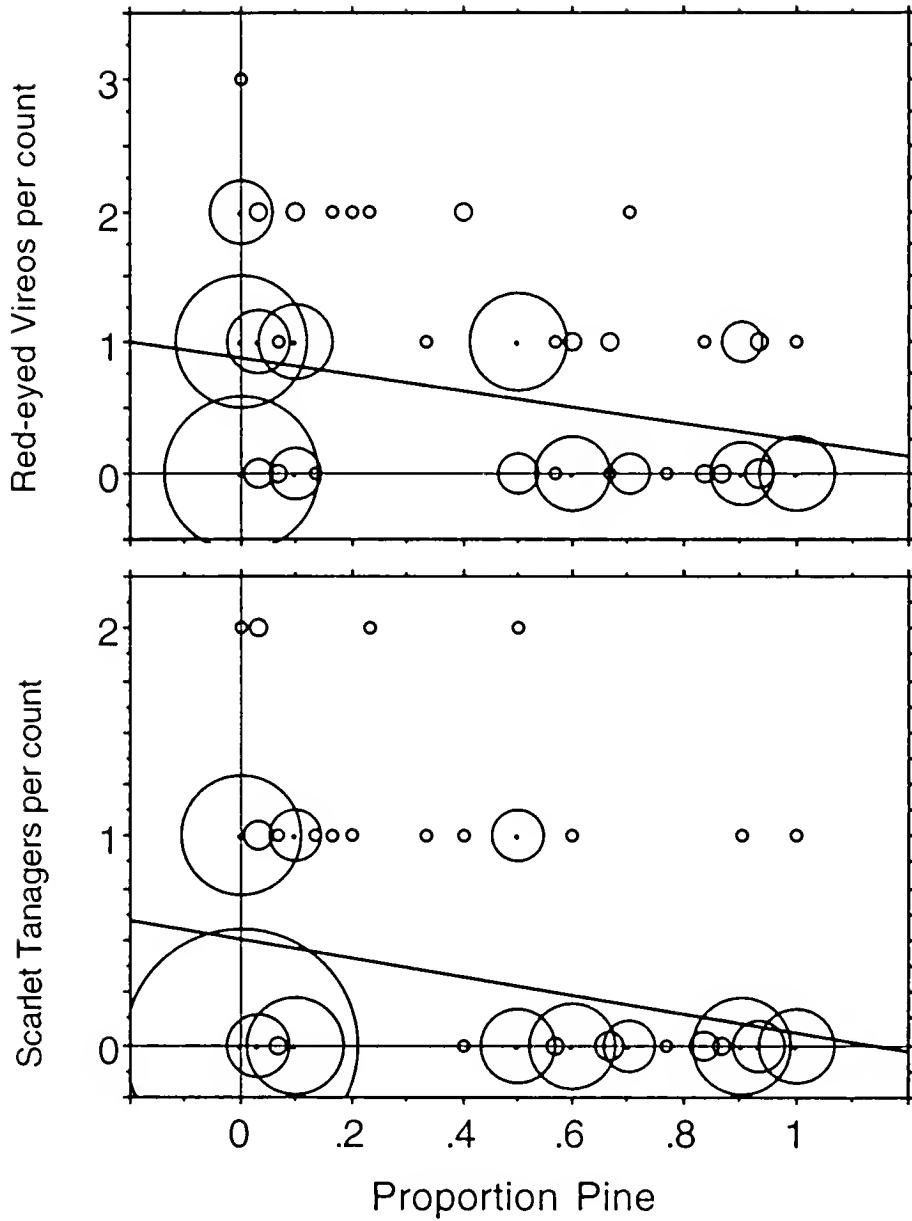 Red-eyed Vireos per count
3
2
1
0
Scarlet Tanagers per count
2
1
0
0 .2 .4 .6 .8 1
Proportion Pine